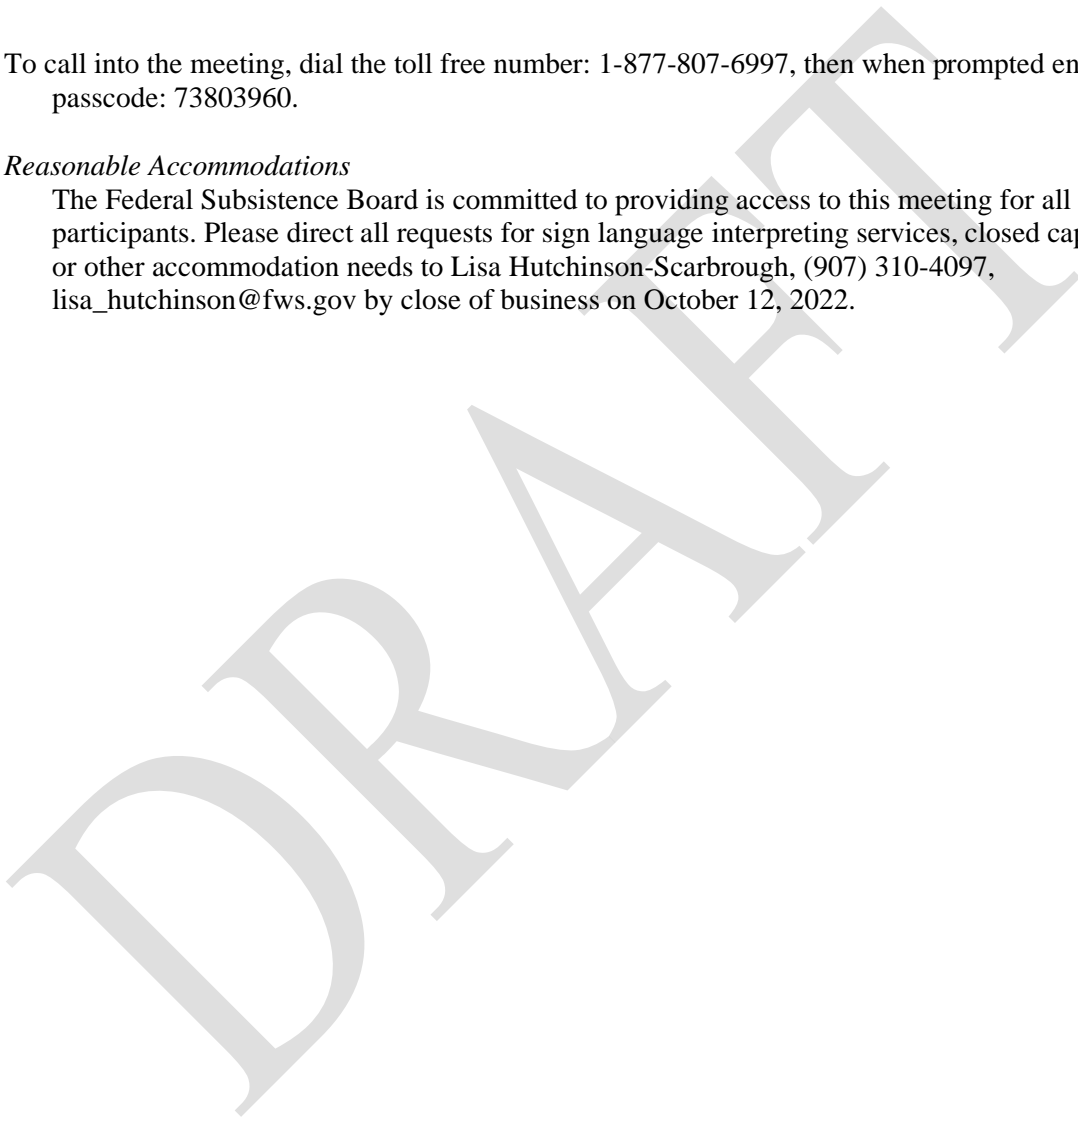 To call into the meeting, dial the toll free number: 1-877-807-6997, then when prompted
passcode: 73803960.
Reasonable Accommodations
The Federal Subsistence Board is committed to providing access to this meeting for all
participants. Please direct all requests for sign language interpreting services, closed
or other accommodation needs to Lisa Hutchinson-Scarbrough, (907) 310-4097,
lisa_hutchinson@fws.gov by close of business on October 12, 2022.
DRAFT